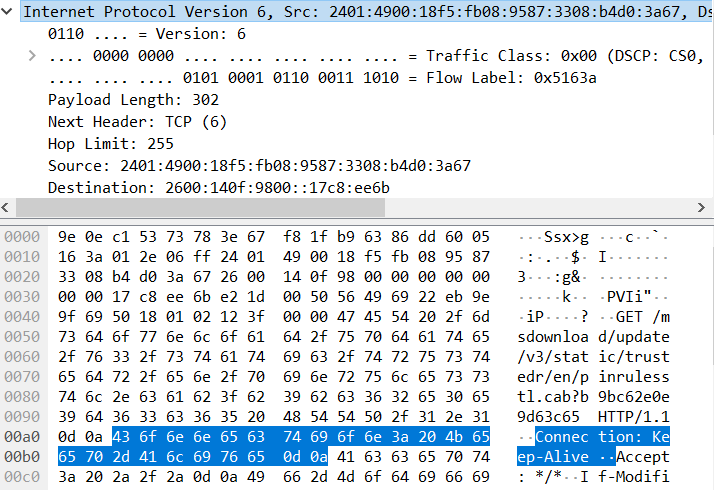 Internet Protocol Version 6, Src: 2401:4900:18f5:fb08:9587:3308:b4d0:3a67, Ds
0110 .... = Version: 6
.... 0000 0000 .... .... .... .... .... = Traffic Class: 0x00 (DSCP: CS0,
.... .... .... 0101 0001 0110 0011 1010 = Flow Label: 0x5163a
Payload Length: 302
Next Header: TCP (6)
Hop Limit: 255
Source: 2401:4900:18f5:fb08:9587:3308:b4d0:3a67
Destination: 2600:140f:9800::17c8:ee6b
0000 9e 0e c1 53 73 78 3e 67 f8 1f b9 63 86 dd 60 05 ···Ssx>g ···c··`·
0010 16 3a 01 2e 06 ff 24 01 49 00 18 f5 fb 08 95 87 ·:·.··$· I·······
0020 33 08 b4 d0 3a 67 26 00 14 0f 98 00 00 00 00 00 3···:g&· ········
0030 00 00 17 c8 ee 6b e2 1d 00 50 56 49 69 22 eb 9e ·····k·· ·PVIi"··
0040 9f 69 50 18 01 02 12 3f 00 00 47 45 54 20 2f 6d ·iP····? ··GET /m
0050 73 64 6f 77 6e 6c 6f 61 64 2f 75 70 64 61 74 65 sdownloa d/update
0060 2f 76 33 2f 73 74 61 74 69 63 2f 74 72 75 73 74 /v3/stat ic/trust
0070 65 64 72 2f 65 6e 2f 70 69 6e 72 75 6c 65 73 73 edr/en/p inruless
0080 74 6c 2e 63 61 62 3f 62 39 62 63 36 32 65 30 65 tl.cab?b 9bc62e0e
0090 39 64 36 33 63 36 35 20 48 54 54 50 2f 31 2e 31 9d63c65 HTTP/1.1
00a0 0d 0a 43 6f 6e 6e 65 63 74 69 6f 6e 3a 20 4b 65 ··Connec tion: Ke
00b0 65 70 2d 41 6c 69 76 65 0d 0a 41 63 63 65 70 74 ep-Alive ··Accept
00c0 3a 20 2a 2f 2a 0d 0a 49 66 2d 4d 6f 64 69 66 69 : */*··I f-Modifi